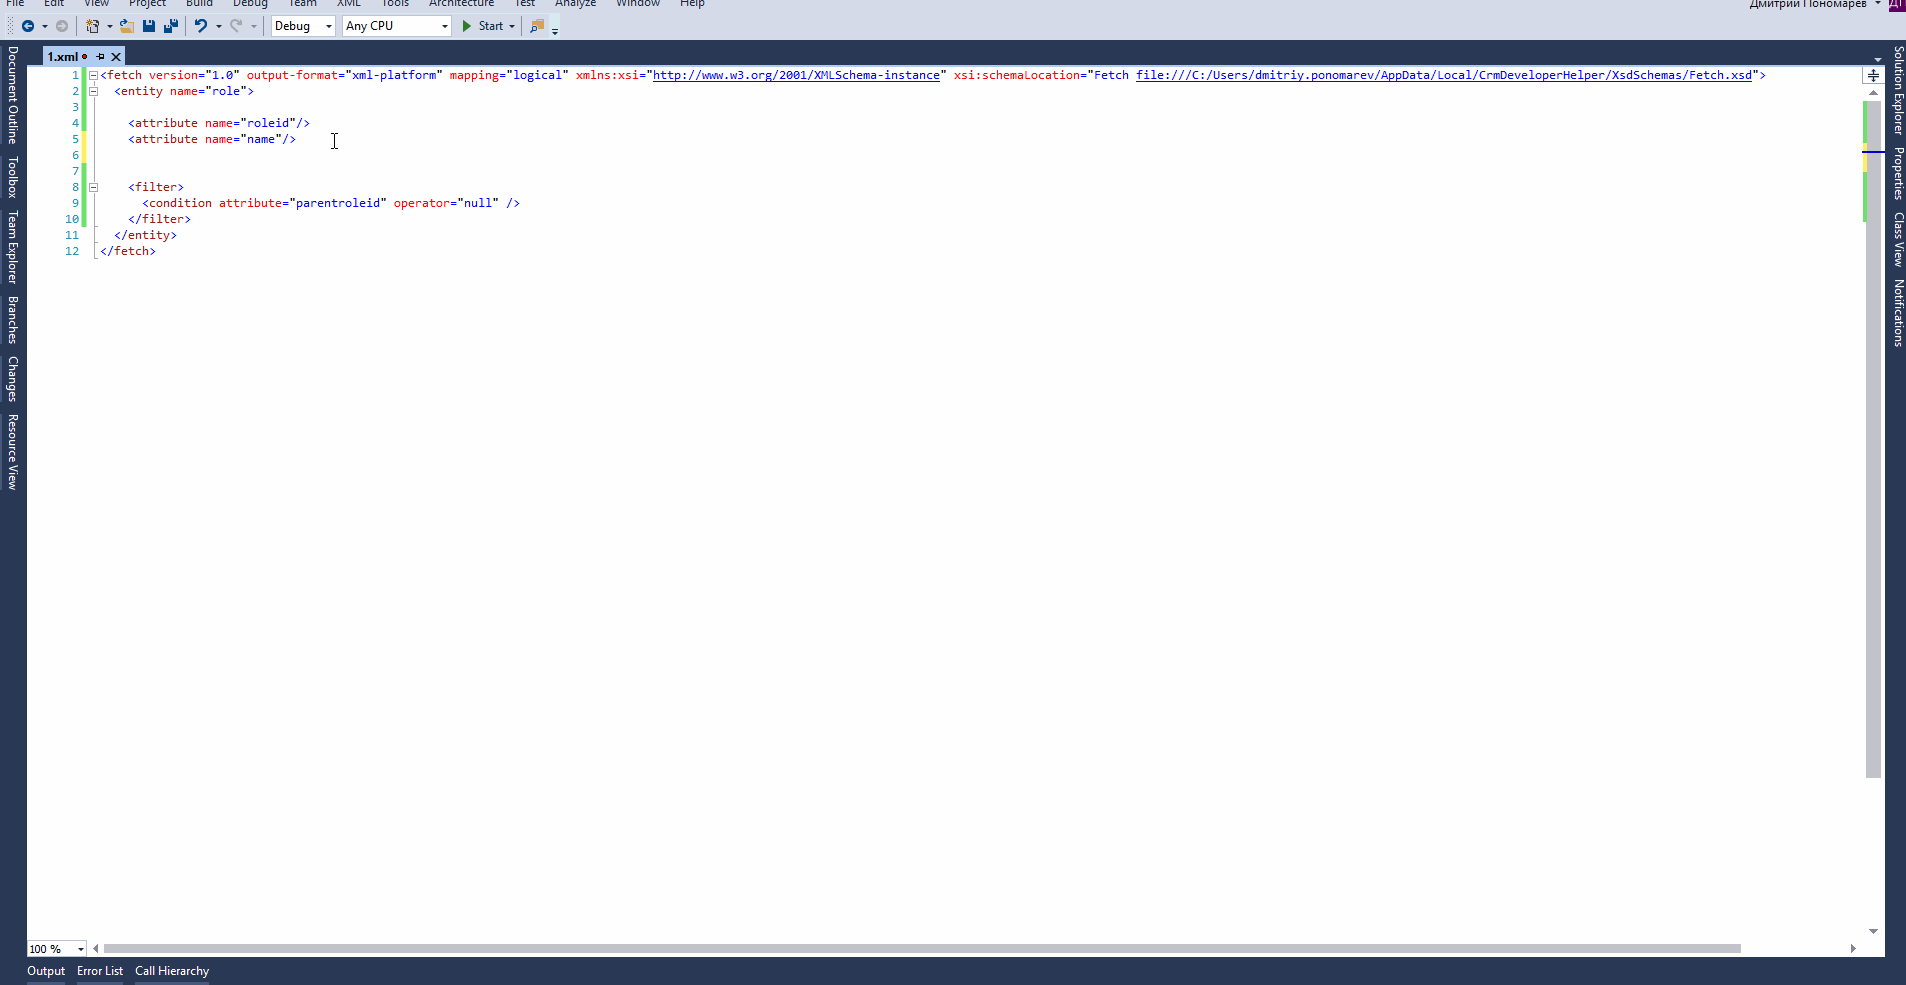 File Edit View Project Build Debug Team XML Tools Architecture Test Analyze Window Help Дмитрий Пономарев ДП
Debug Any CPU Start
1.xml
Document Outline
Toolbox
Team Explorer
Branches
Changes
Resource View
1 <fetch version="1.0" output-format="xml-platform" mapping="logical" xmlns:xsi="http://www.w3.org/2001/XMLSchema-instance" xsi:schemaLocation="Fetch file:///C:/Users/dmitriy.ponomarev/AppData/Local/CrmDeveloperHelper/XsdSchemas/Fetch.xsd">
2 <entity name="role">
3
4 <attribute name="roleid"/>
5 <attribute name="name"/>
6
7
8 <filter>
9 <condition attribute="parentroleid" operator="null" />
10 </filter>
11 </entity>
12 </fetch>
Solution Explorer
Properties
Class View
Notifications
100 %
Output Error List Call Hierarchy